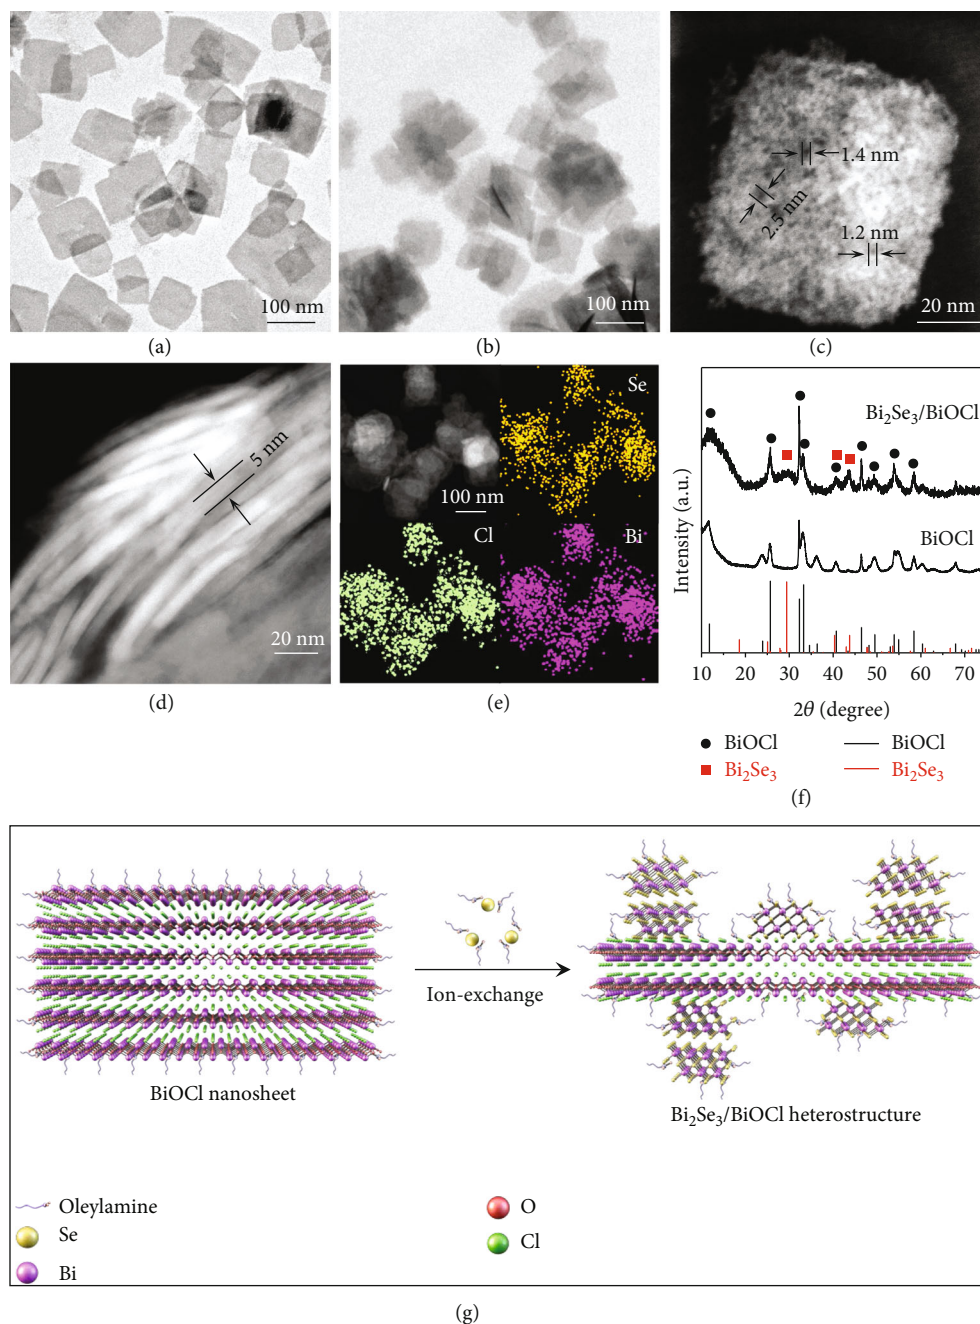 100 nm
(a)
100 nm
(b)
1.4 nm
2.5 nm
1.2 nm
20 nm
(c)
5 nm
20 nm
(d)
Se
100 nm
Cl
Bi
(e)
Bi₂Se₃/BiOCl
BiOCl
Intensity (a.u.)
10 20 30 40 50 60 70
2θ (degree)
BiOCl BiOCl
Bi₂Se₃ Bi₂Se₃
(f)
Ion-exchange
BiOCl nanosheet
Bi₂Se₃/BiOCl heterostructure
Oleylamine
Se
Bi
O
Cl
(g)